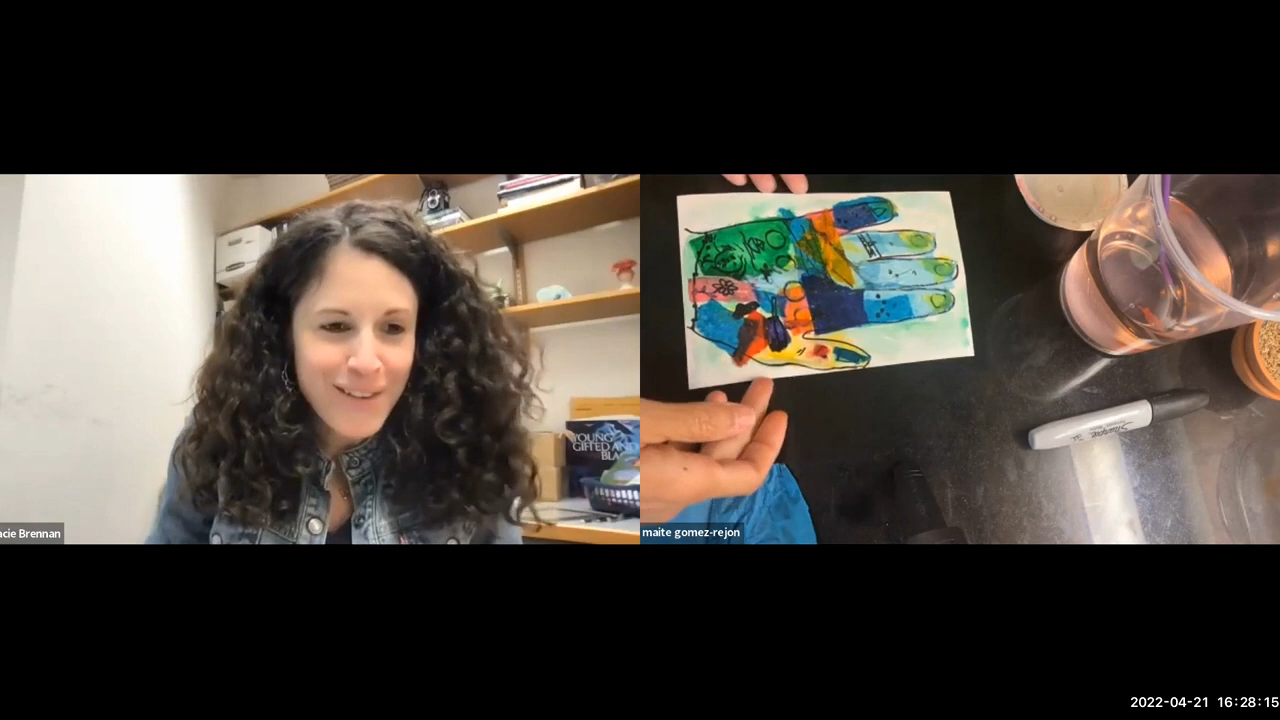 YOUNG
GIFTED AND
BLA
acie Brennan
maite gomez-rejon
Sharpie
2022-04-21 16:28:15